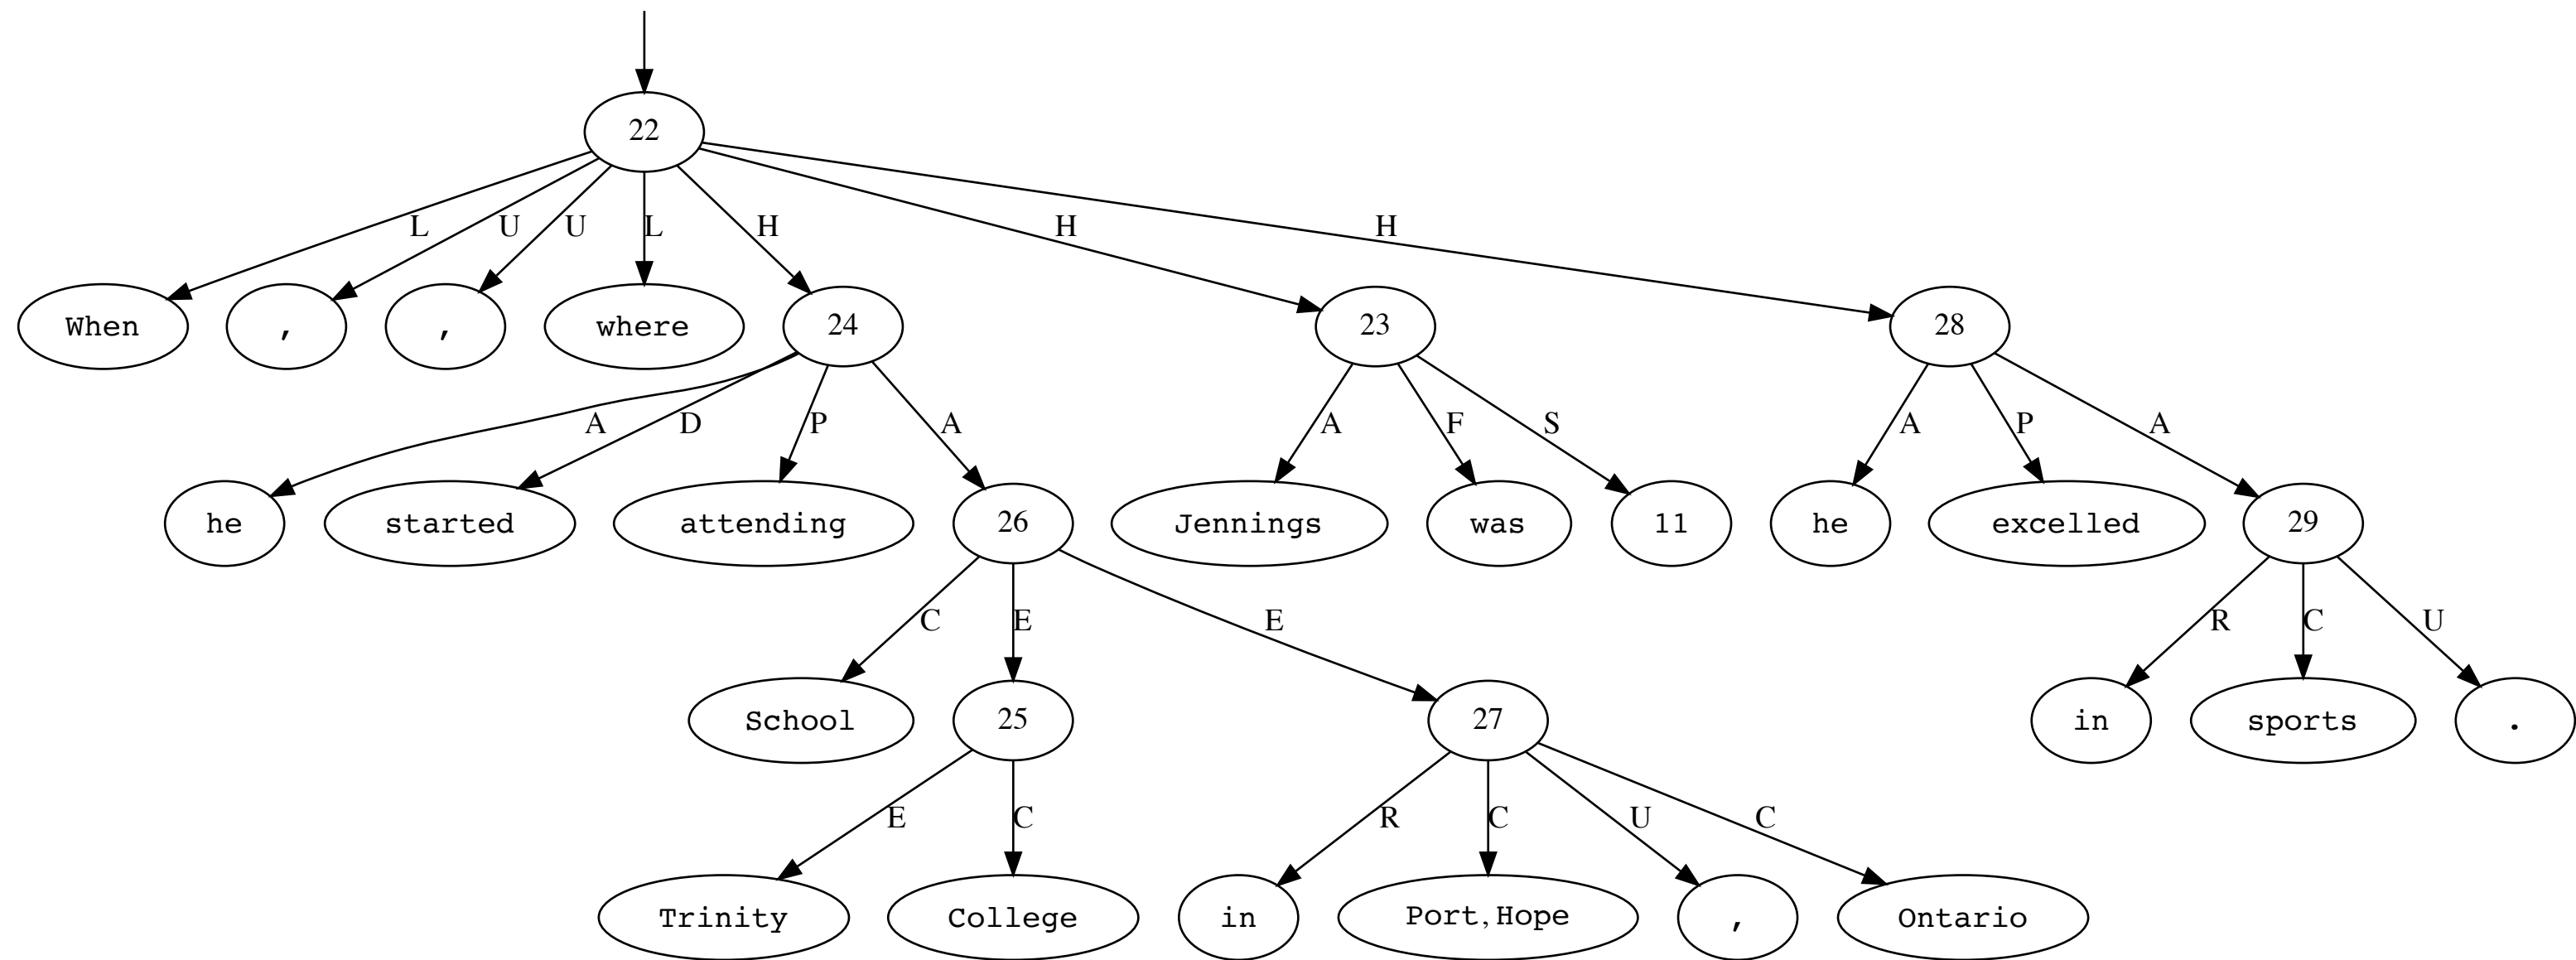 22
L U U L H H H
When , , where 24 23 28
A D P A A F S A P A
he started attending 26 Jennings was 11 he excelled 29
C E E R C U
School 25 27 in sports .
E C R C U C
Trinity College in Port, Hope , Ontario